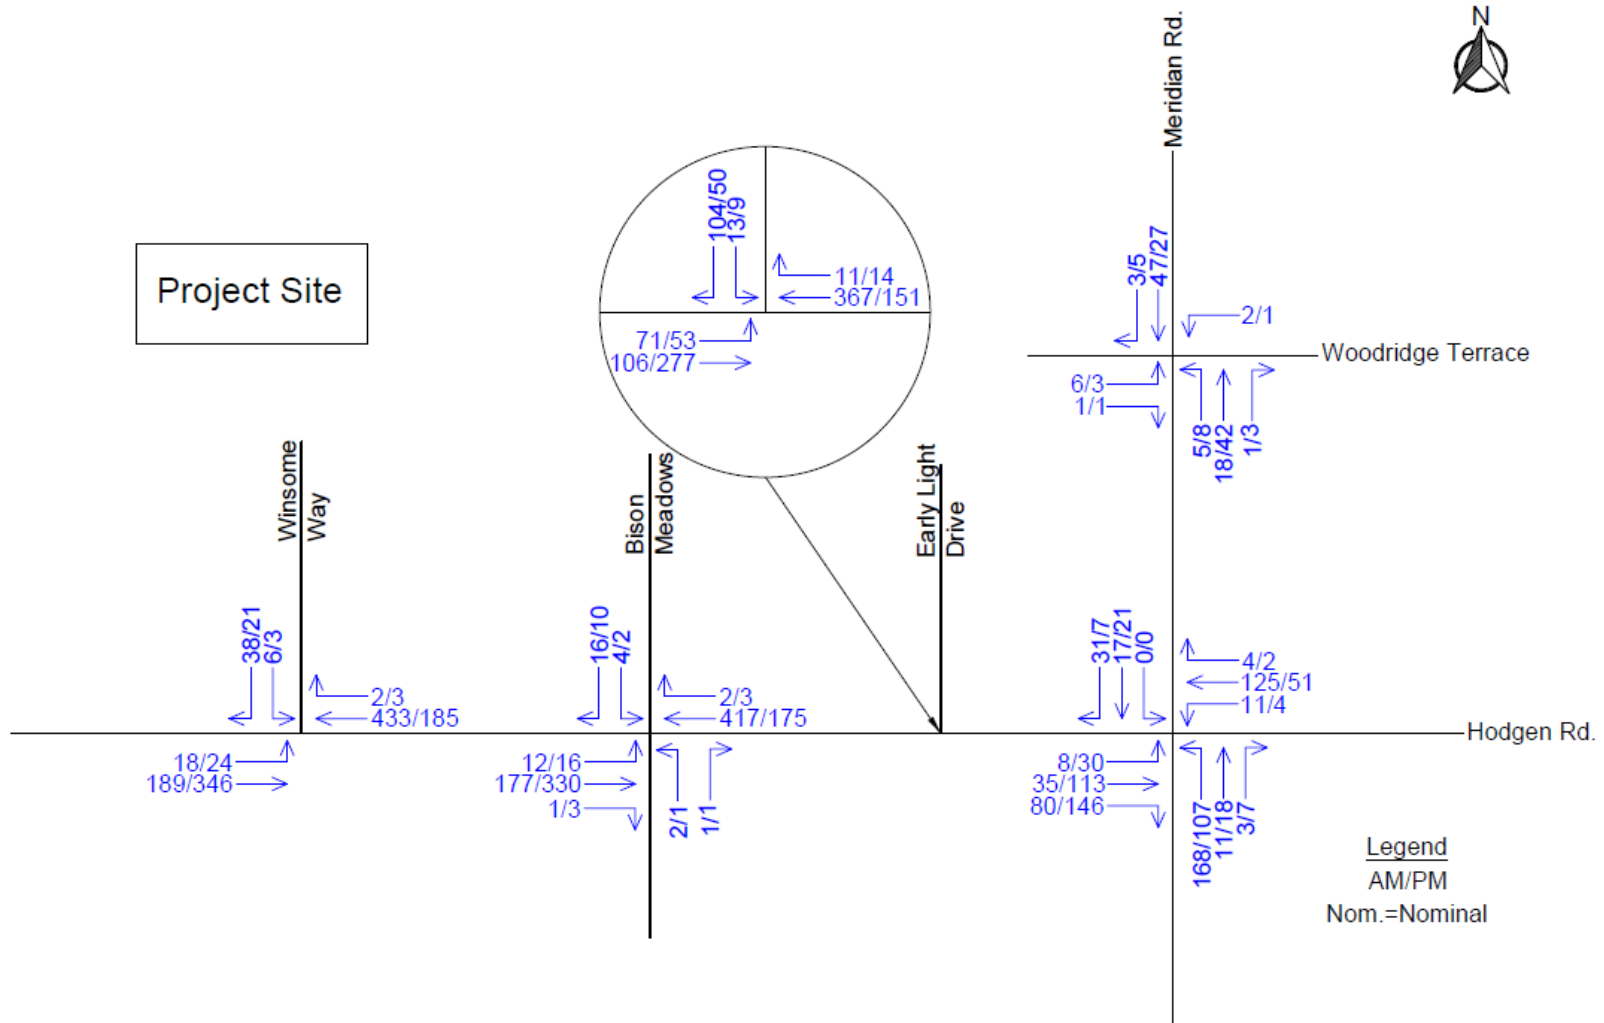 N
Meridian Rd.
Project Site
104/50
13/9
11/14
367/151
71/53
106/277
3/5
47/27
2/1
Woodridge Terrace
6/3
1/1
5/8
18/42
1/3
Winsome
Way
Bison
Meadows
Early Light
Drive
38/21
6/3
2/3
433/185
18/24
189/346
16/10
4/2
2/3
417/175
12/16
177/330
1/3
2/1
1/1
31/7
17/21
0/0
4/2
125/51
11/4
Hodgen Rd.
8/30
35/113
80/146
168/107
11/18
3/7
Legend
AM/PM
Nom.=Nominal